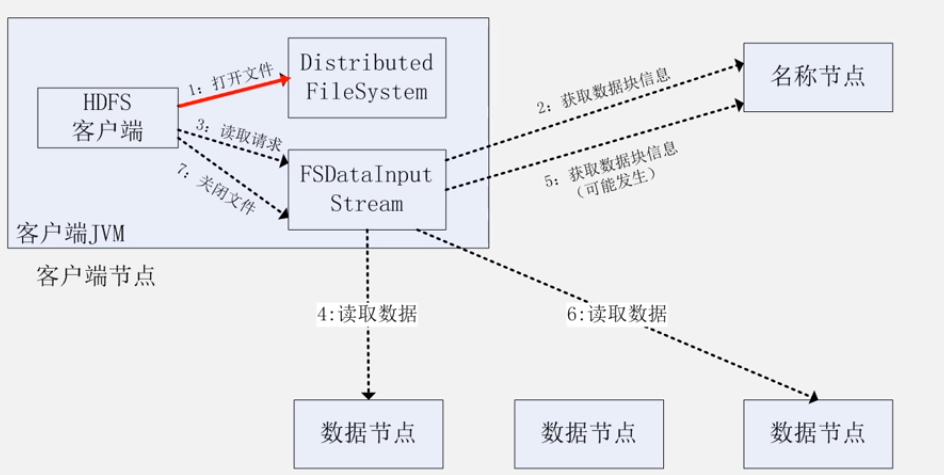 Distributed
FileSystem
1：打开文件
HDFS
客户端
2：获取数据块信息
名称节点
3：读取请求
7：关闭文件
FSDataInput
Stream
5：获取数据块信息
（可能发生）
客户端JVM
客户端节点
4:读取数据
6:读取数据
数据节点
数据节点
数据节点